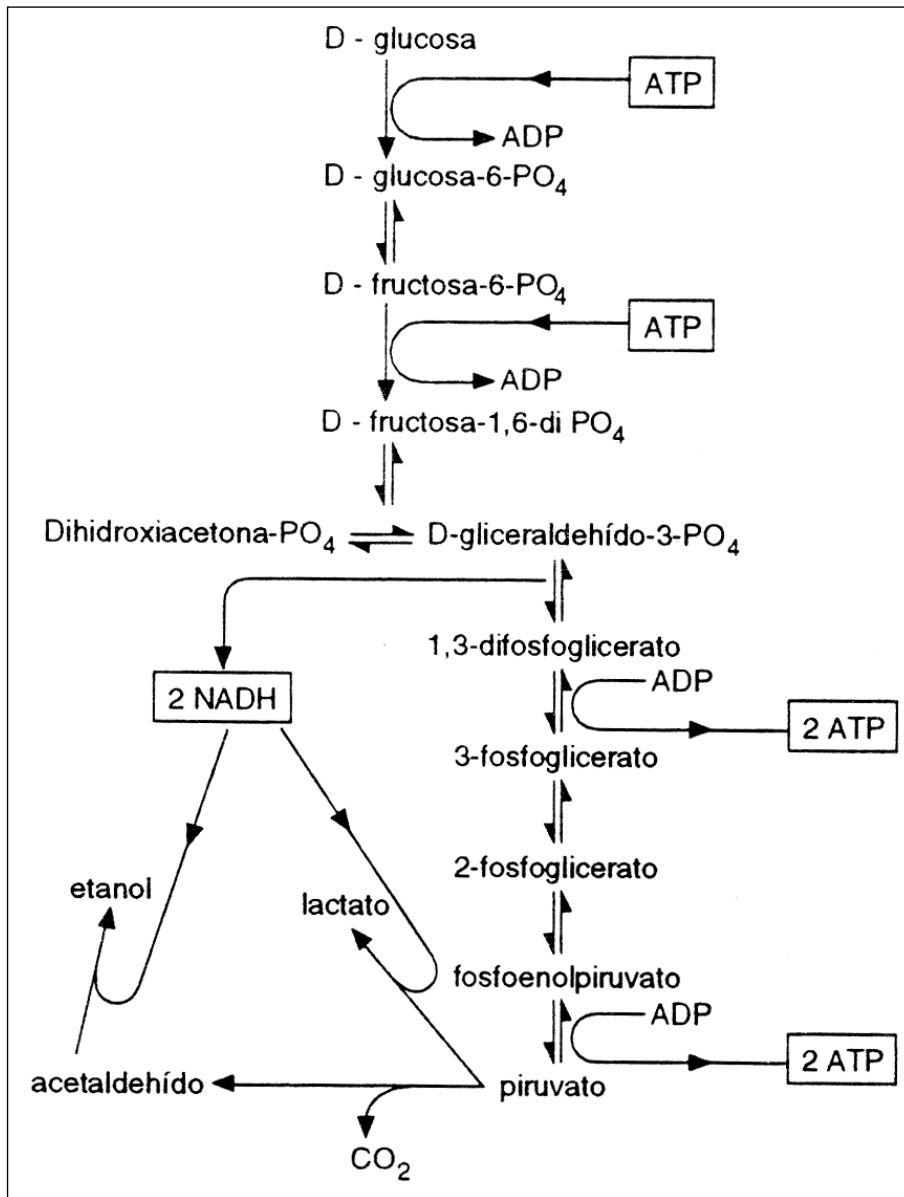 D - glucosa
ATP
ADP
D - glucosa-6-PO4
D - fructosa-6-PO4
ATP
ADP
D - fructosa-1,6-di PO4
Dihidroxiacetona-PO4
D-gliceraldehído-3-PO4
1,3-difosfoglicerato
2 NADH
ADP
2 ATP
3-fosfoglicerato
2-fosfoglicerato
etanol
lactato
fosfoenolpiruvato
ADP
2 ATP
acetaldehído
piruvato
CO2